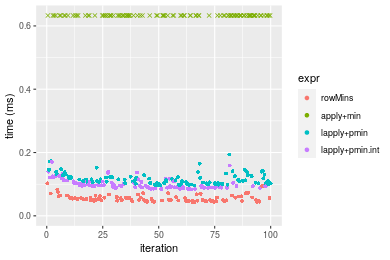 0.6
0.4
0.2
0.0
time (ms)
0
25
50
75
100
iteration
expr
rowMins
apply+min
lapply+pmin
lapply+pmin.int